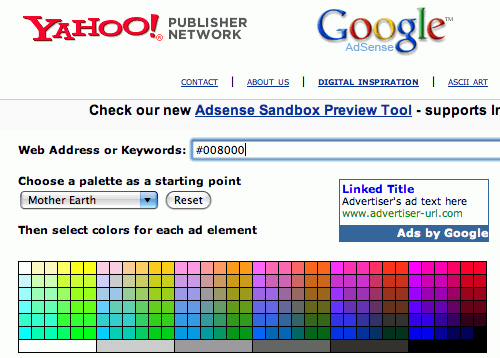 YAHOO!® PUBLISHER NETWORK
Google™
AdSense
CONTACT | ABOUT US | DIGITAL INSPIRATION | ASCII ART
Check our new Adsense Sandbox Preview Tool - supports
Web Address or Keywords: #008000
Choose a palette as a starting point
Mother Earth Reset
Then select colors for each ad element
Linked Title
Advertiser's ad text here
www.advertiser-url.com
Ads by Google